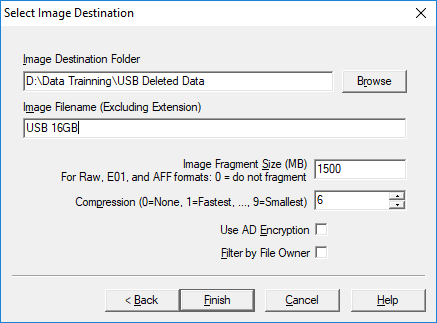 Select Image Destination
Image Destination Folder
D:\Data Trainning\USB Deleted Data
Browse
Image Filename (Excluding Extension)
USB 16GB
Image Fragment Size (MB)
1500
For Raw, E01, and AFF formats: 0 = do not fragment
Compression (0=None, 1=Fastest, ..., 9=Smallest)
6
Use AD Encryption
Filter by File Owner
< Back
Finish
Cancel
Help